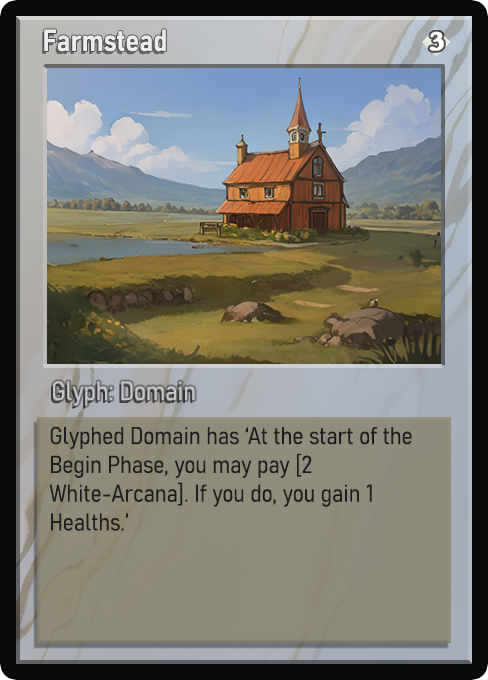 Farmstead
3
Glyph: Domain
Glyphed Domain has ‘At the start of the
Begin Phase, you may pay [2
White-Arcana]. If you do, you gain 1
Healths.’